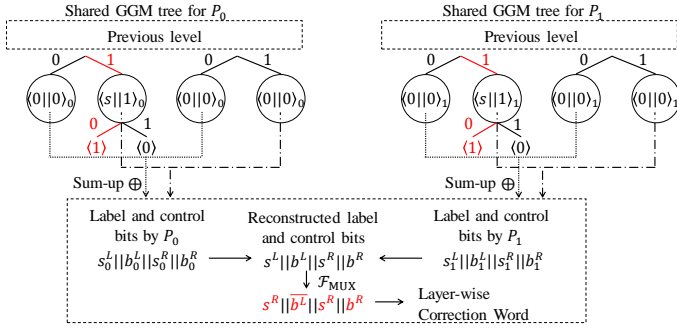 Shared GGM tree for P₀
Shared GGM tree for P₁
Previous level
Previous level
0 1 0 1
0 1 0 1
⟨0||0⟩₀ ⟨s||1⟩₀ ⟨0||0⟩₀ ⟨0||0⟩₀
⟨0||0⟩₁ ⟨s||1⟩₁ ⟨0||0⟩₁ ⟨0||0⟩₁
0 1
0 1
⟨1⟩ ⟨0⟩
⟨1⟩ ⟨0⟩
Sum-up ⊕
Sum-up ⊕
Label and control
bits by P₀
s₀ᴸ||b₀ᴸ||s₀ᴿ||b₀ᴿ
Reconstructed label
and control bits
sᴸ||bᴸ||sᴿ||bᴿ
Label and control
bits by P₁
s₁ᴸ||b₁ᴸ||s₁ᴿ||b₁ᴿ
ℱ_MUX
sᴿ||b̅ᴸ̅||sᴿ||bᴿ
Layer-wise
Correction Word